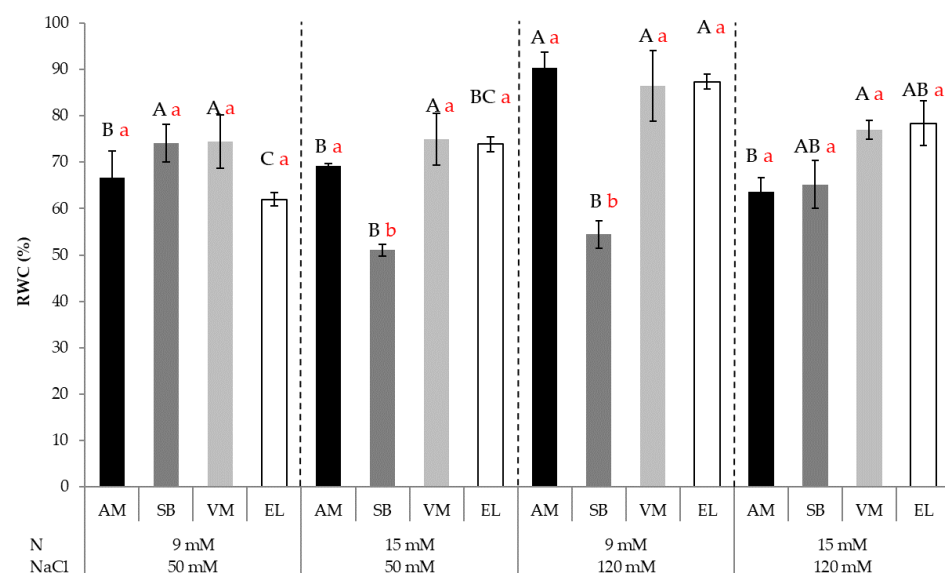 100
90
80
70
60
50
40
30
20
10
0
RWC (%)
B a
A a
A a
C a
B a
B b
A a
BC a
A a
B b
A a
A a
B a
AB a
A a
AB a
AM SB VM EL AM SB VM EL AM SB VM EL AM SB VM EL
N 9 mM 15 mM 9 mM 15 mM
NaCl 50 mM 50 mM 120 mM 120 mM